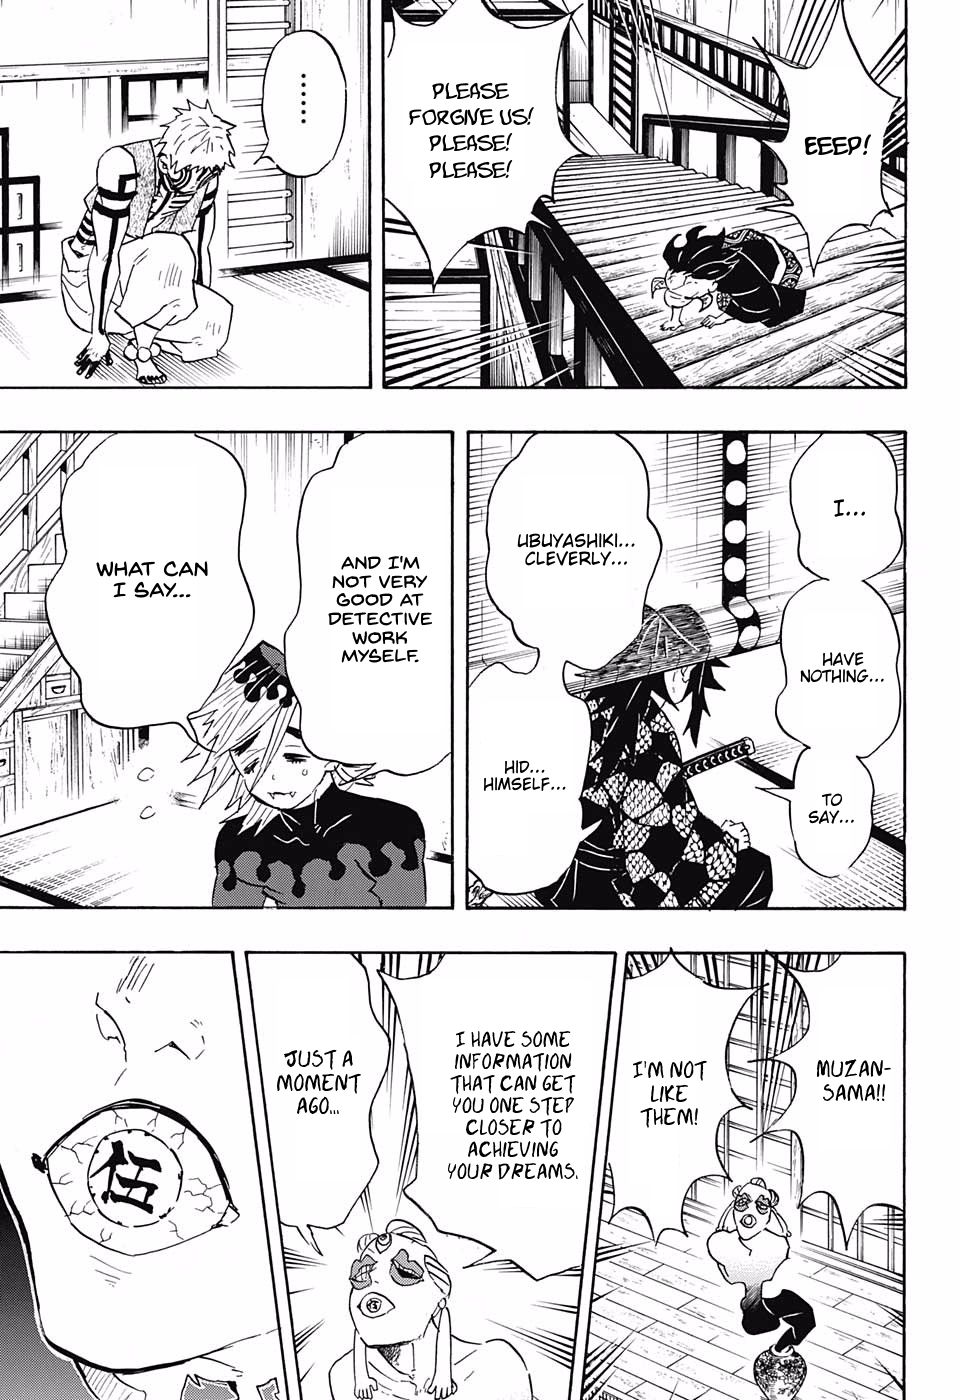 EEEP!
PLEASE
FORGIVE US!
PLEASE!
PLEASE!
......
I...
HAVE
NOTHING...
TO
SAY...
UBUYASHIKI...
CLEVERLY...
HID...
HIMSELF...
AND I'M
NOT VERY
GOOD AT
DETECTIVE
WORK
MYSELF.
WHAT CAN
I SAY...
MUZAN-
SAMA!!
I'M NOT
LIKE
THEM!
I HAVE SOME
INFORMATION
THAT CAN GET
YOU ONE STEP
CLOSER TO
ACHIEVING
YOUR DREAMS.
JUST A
MOMENT
AGO...
伍